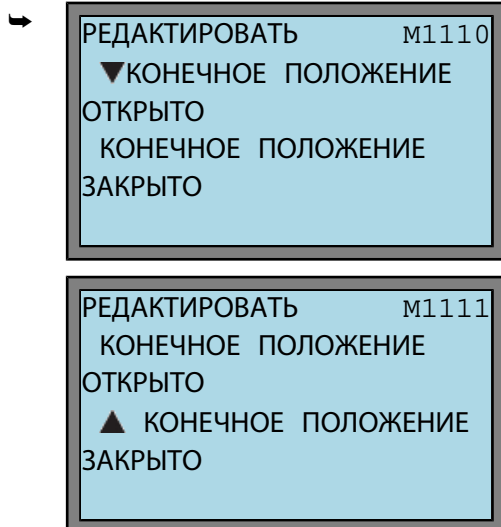 РЕДАКТИРОВАТЬ M1110
▼КОНЕЧНОЕ ПОЛОЖЕНИЕ
ОТКРЫТО
КОНЕЧНОЕ ПОЛОЖЕНИЕ
ЗАКРЫТО
РЕДАКТИРОВАТЬ M1111
КОНЕЧНОЕ ПОЛОЖЕНИЕ
ОТКРЫТО
▲ КОНЕЧНОЕ ПОЛОЖЕНИЕ
ЗАКРЫТО